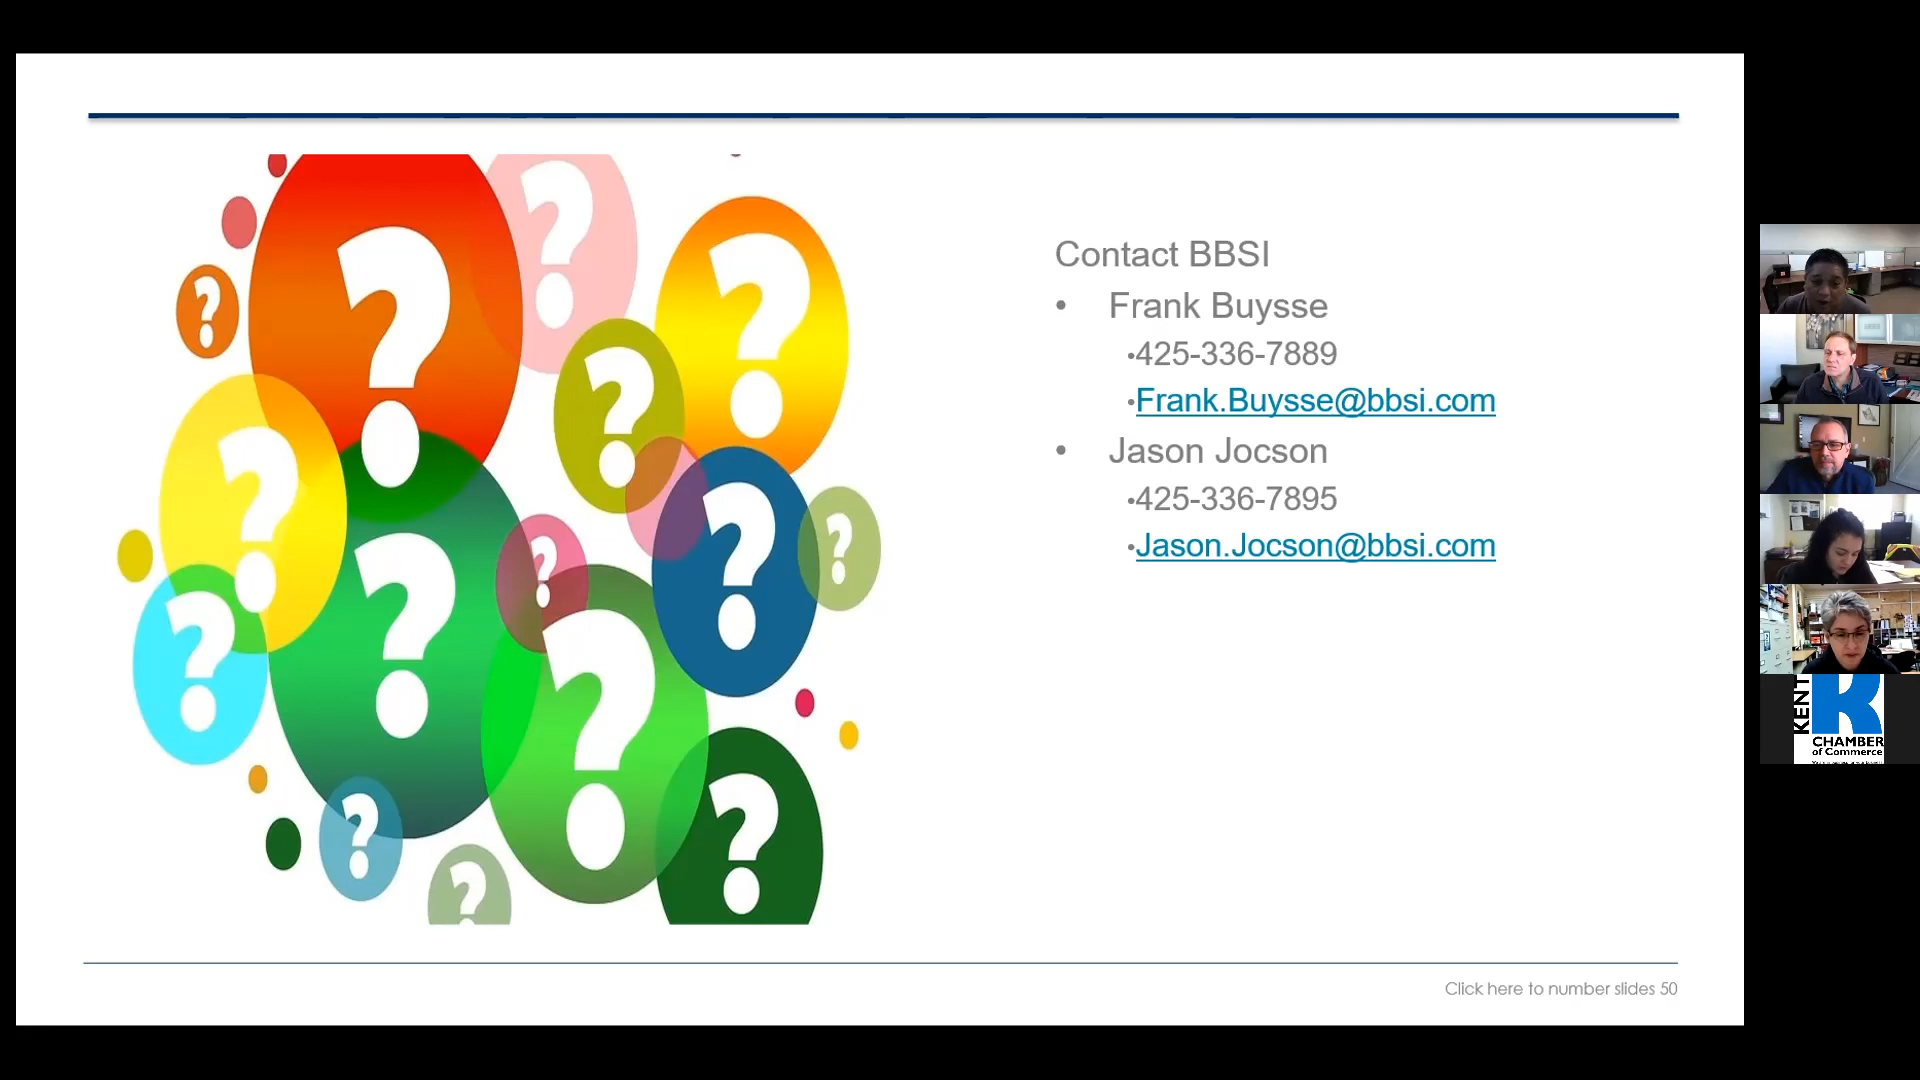 Contact BBSI
• Frank Buysse
•425-336-7889
•Frank.Buysse@bbsi.com
• Jason Jocson
•425-336-7895
•Jason.Jocson@bbsi.com
Click here to number slides 50
? ? ? ? ? ? ? ? ? ? ? ? ? ? ?
KENT
K
CHAMBER
of Commerce